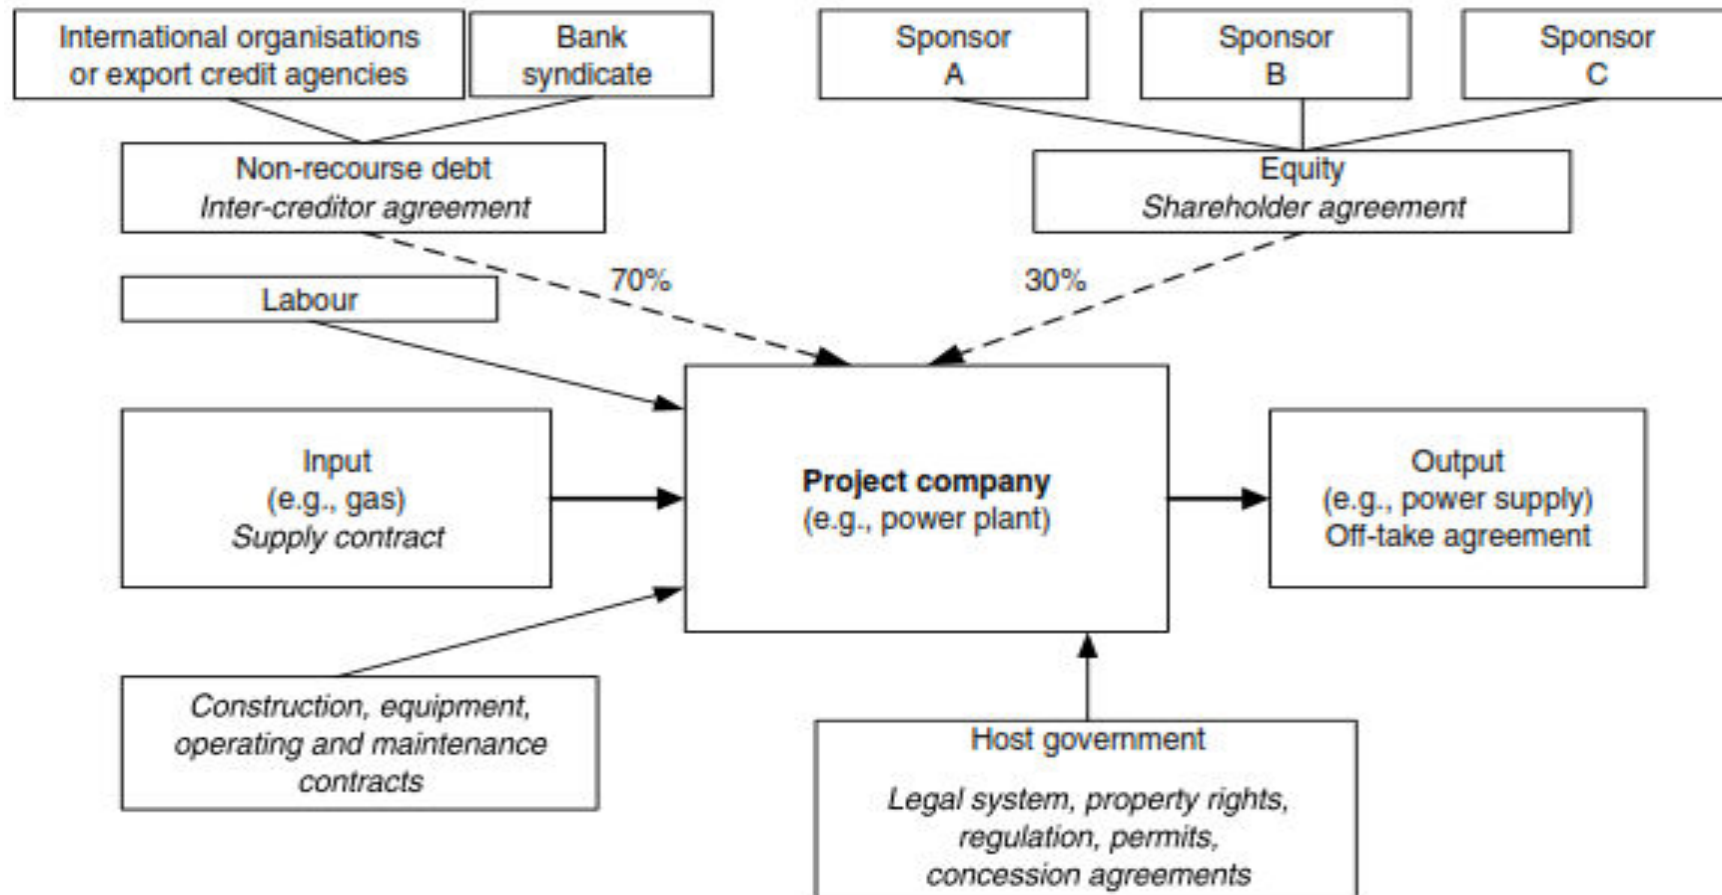 International organisations
or export credit agencies
Bank
syndicate
Sponsor
A
Sponsor
B
Sponsor
C
Non-recourse debt
Inter-creditor agreement
Equity
Shareholder agreement
70%
30%
Labour
Input
(e.g., gas)
Supply contract
Project company
(e.g., power plant)
Output
(e.g., power supply)
Off-take agreement
Construction, equipment,
operating and maintenance
contracts
Host government
Legal system, property rights,
regulation, permits,
concession agreements